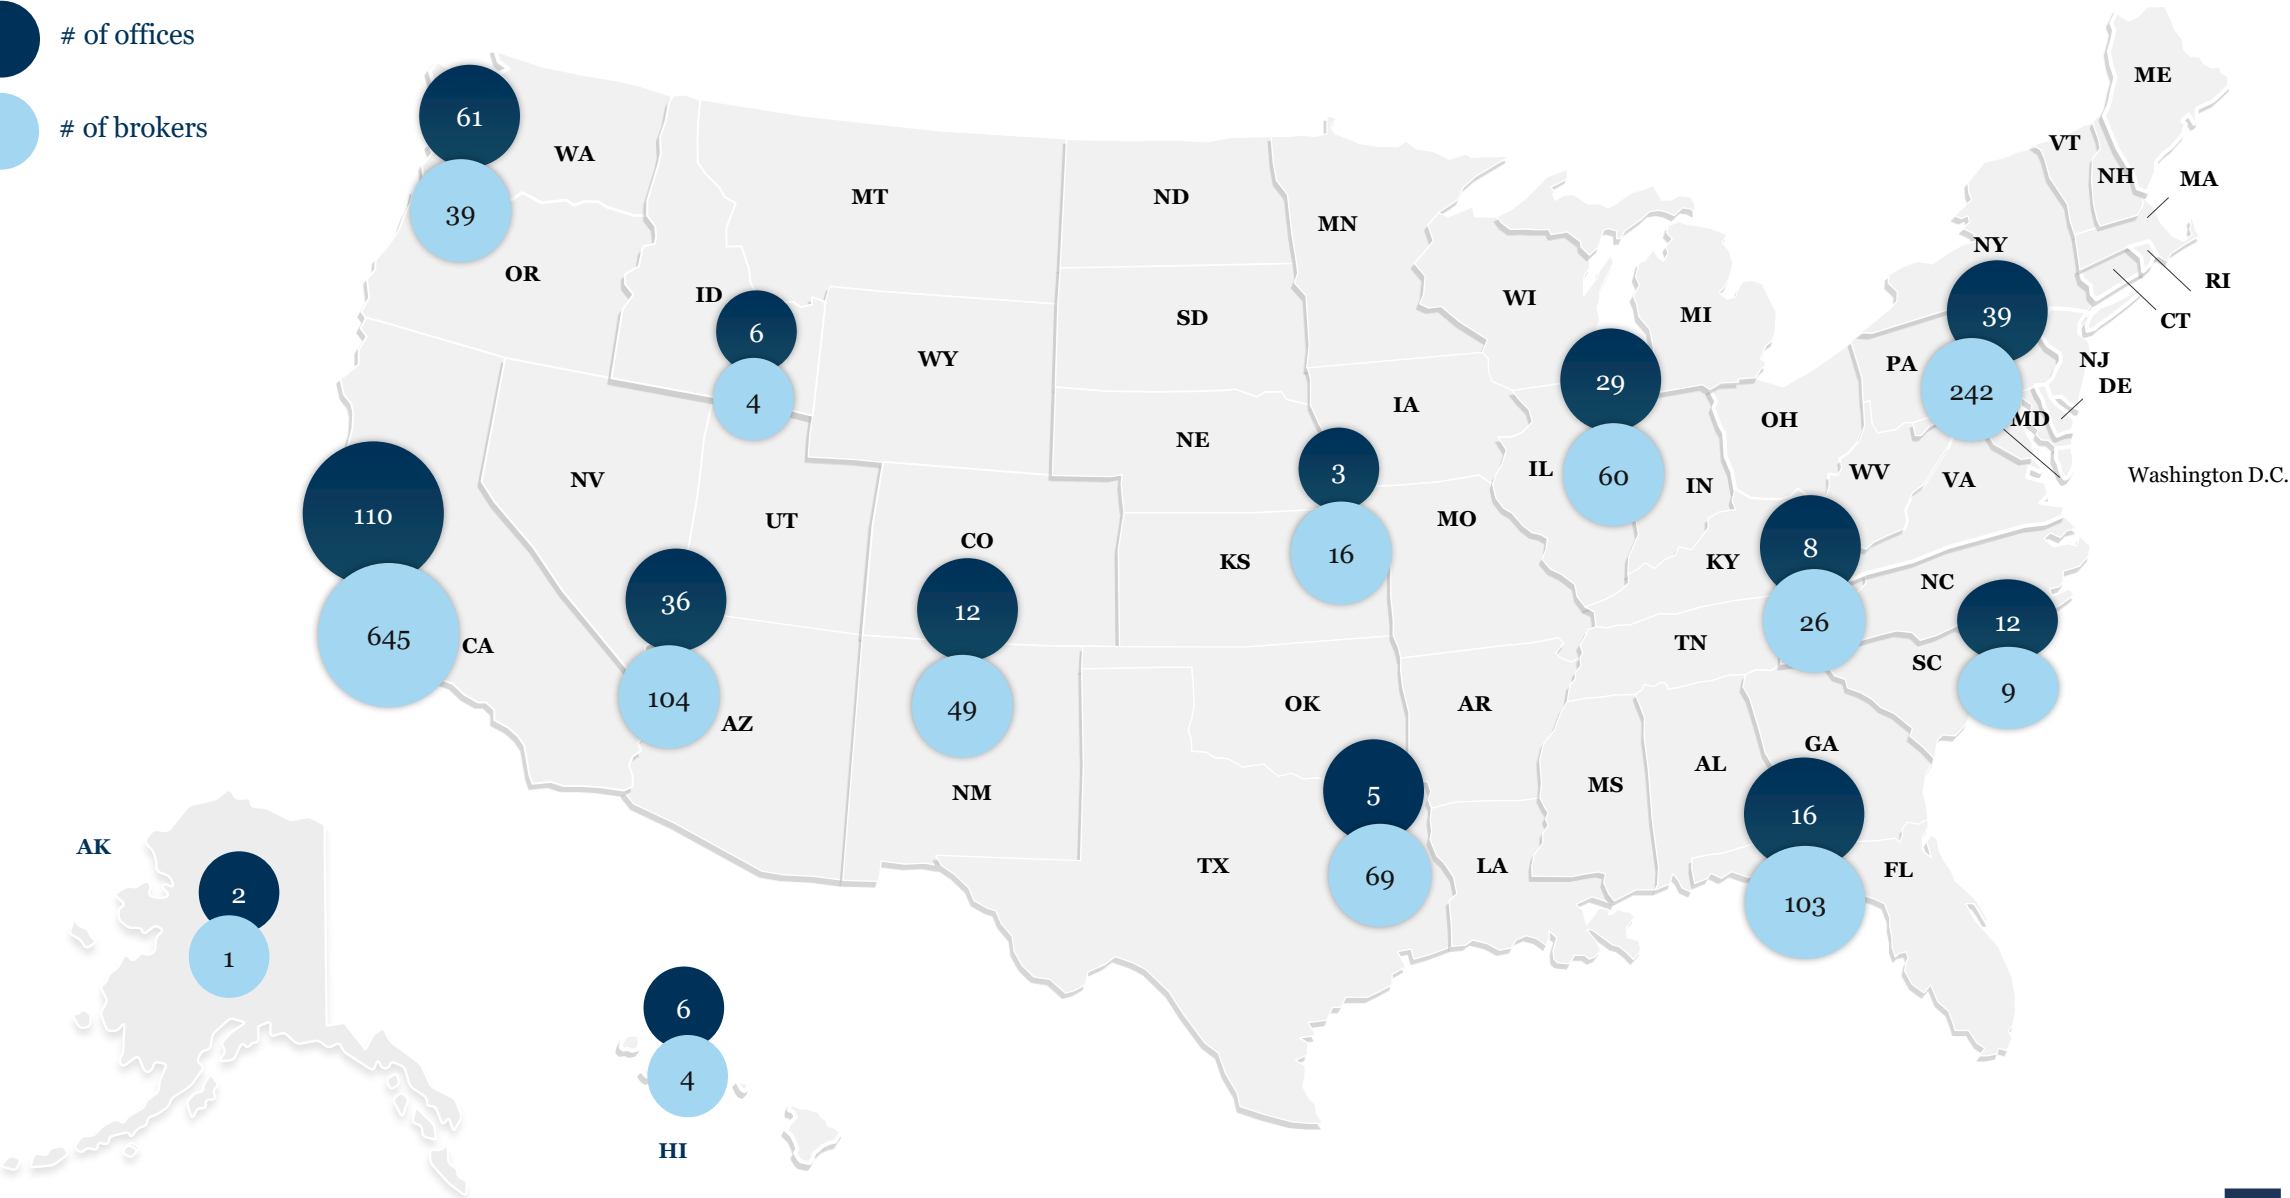 # of offices
# of brokers
61
39
WA
OR
ID
6
4
MT
ND
MN
SD
WY
WI
MI
ME
VT
NH
MA
NY
RI
CT
39
242
PA
NJ
DE
MD
Washington D.C.
IA
NE
29
60
IL
IN
OH
WV
VA
3
16
KS
MO
KY
8
26
NC
12
9
SC
TN
110
645
CA
NV
UT
36
104
AZ
CO
12
49
NM
OK
AR
5
69
TX
LA
MS
AL
GA
16
103
FL
AK
2
1
6
4
HI